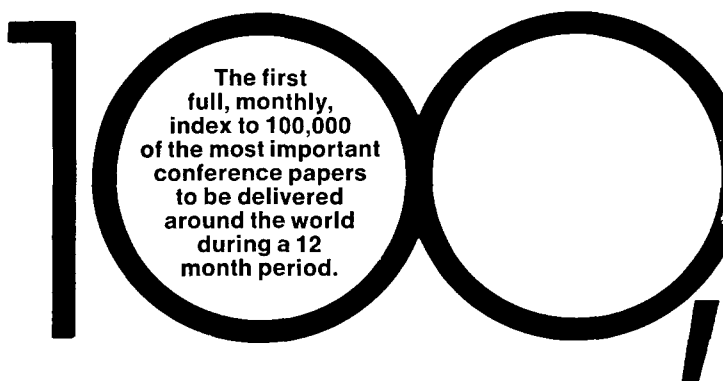 100,
The first
full, monthly,
index to 100,000
of the most important
conference papers
to be delivered
around the world
during a 12
month period.